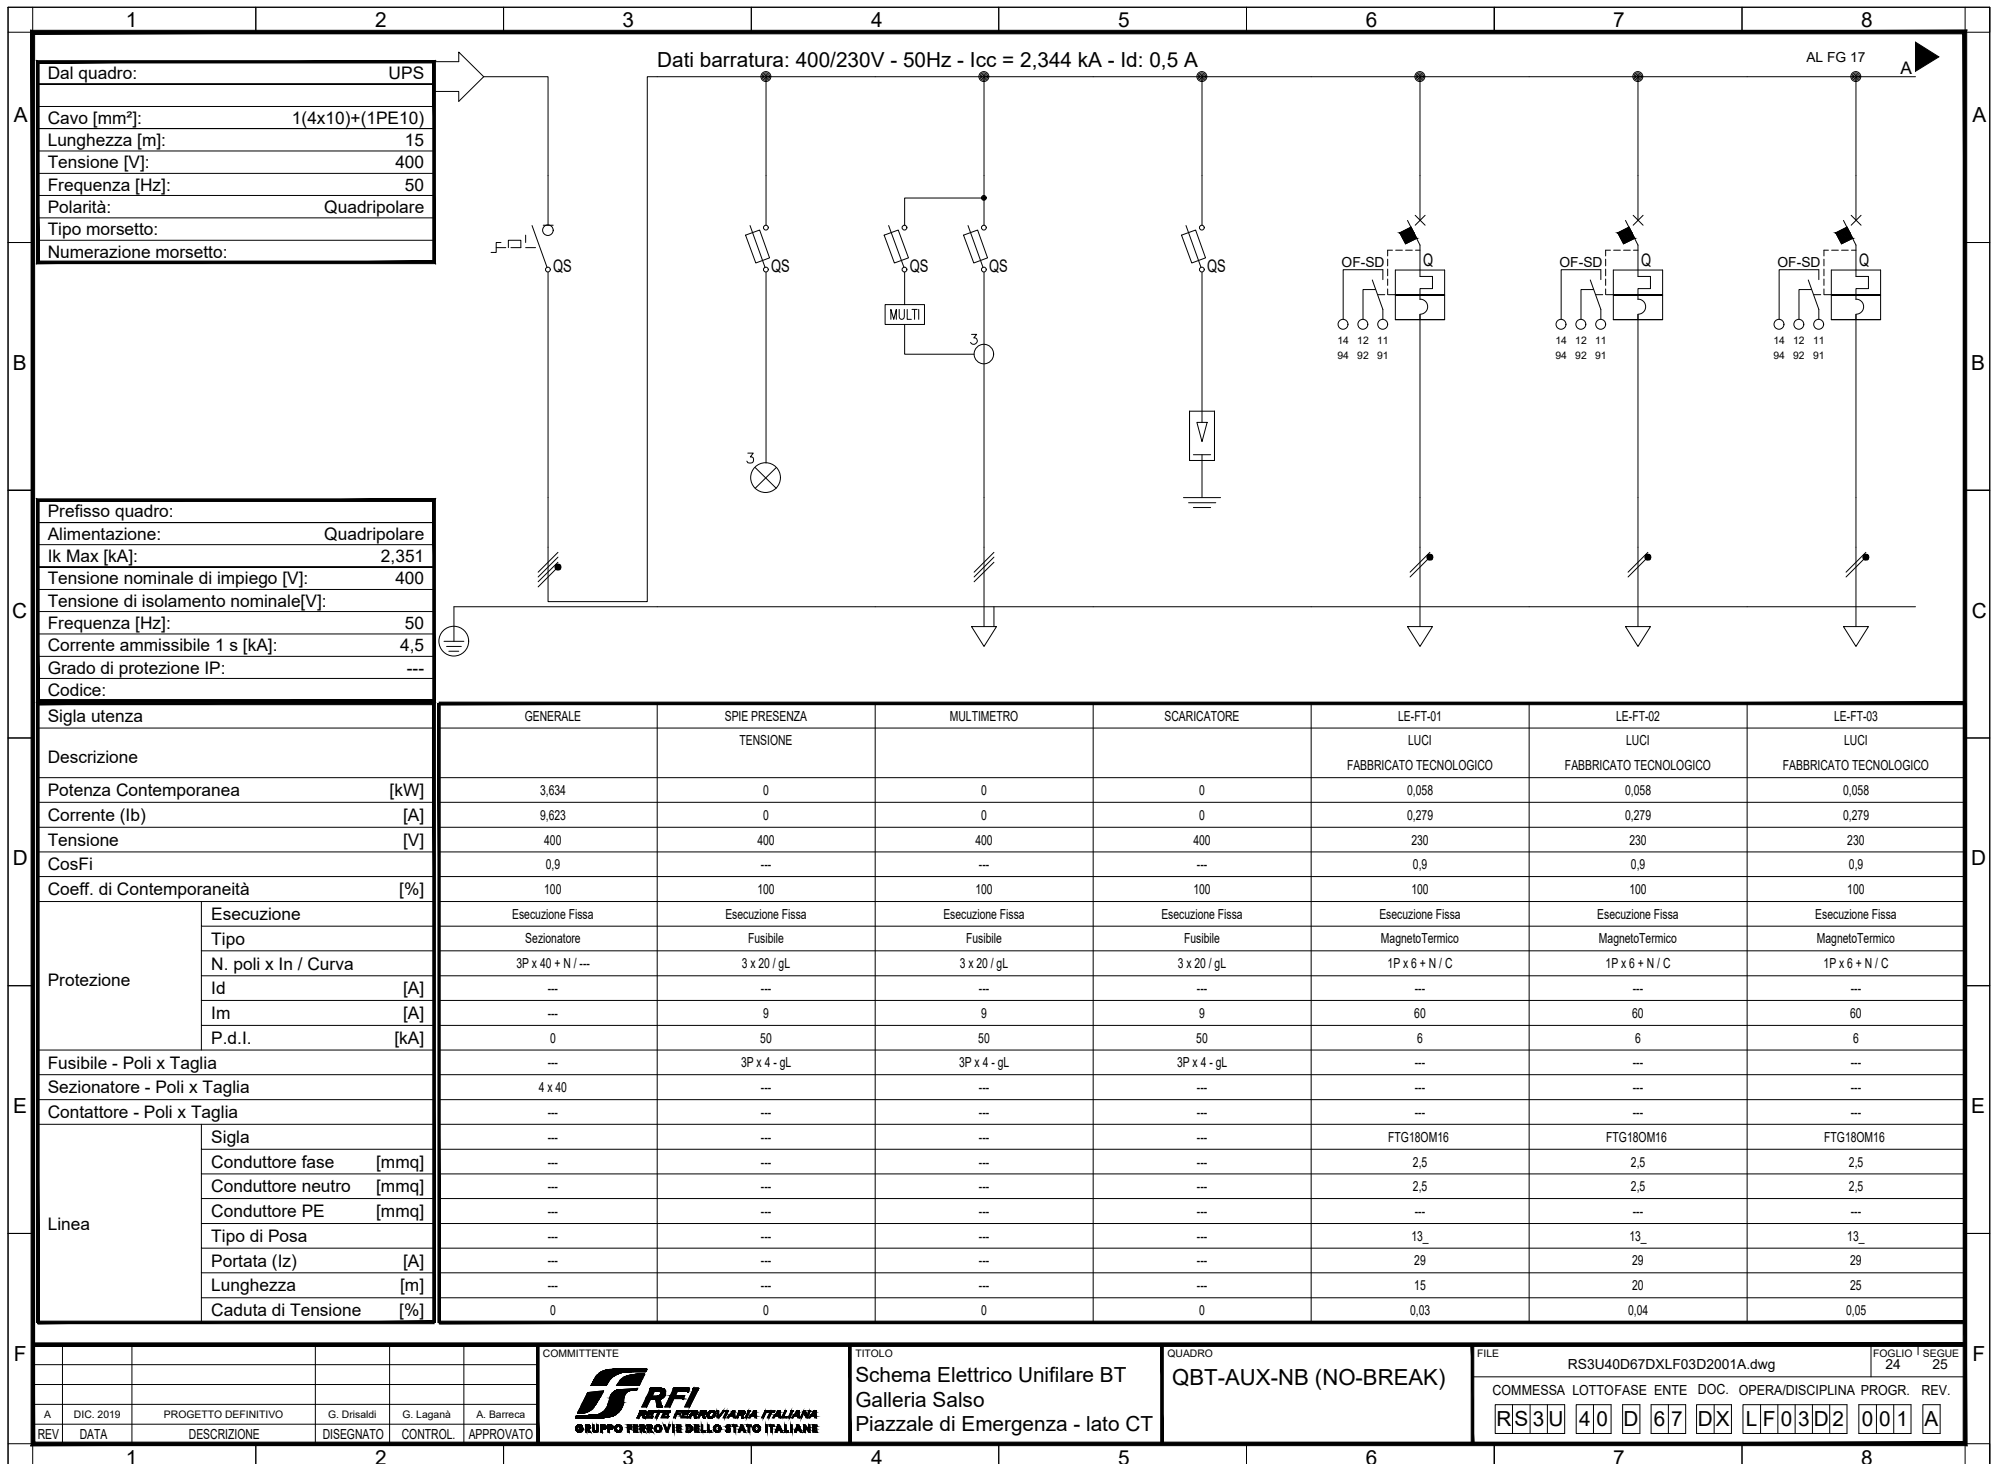 1 2 3 4 5 6 7 8
Dati barratura: 400/230V - 50Hz - Icc = 2,344 kA - Id: 0,5 A
AL FG 17 A
A A
B B
C C
D D
E E
F F
Dal quadro: UPS
Cavo [mm²]: 1(4x10)+(1PE10)
Lunghezza [m]: 15
Tensione [V]: 400
Frequenza [Hz]: 50
Polarità: Quadripolare
Tipo morsetto:
Numerazione morsetto:
QS QS QS QS QS
MULTI
3
3
OF-SD Q OF-SD Q OF-SD Q
14 12 11 14 12 11 14 12 11
94 92 91 94 92 91 94 92 91
Prefisso quadro:
Alimentazione: Quadripolare
Ik Max [kA]: 2,351
Tensione nominale di impiego [V]: 400
Tensione di isolamento nominale[V]:
Frequenza [Hz]: 50
Corrente ammissibile 1 s [kA]: 4,5
Grado di protezione IP: ---
Codice:
Sigla utenza GENERALE SPIE PRESENZA MULTIMETRO SCARICATORE LE-FT-01 LE-FT-02 LE-FT-03
Descrizione TENSIONE LUCI LUCI LUCI
FABBRICATO TECNOLOGICO FABBRICATO TECNOLOGICO FABBRICATO TECNOLOGICO
Potenza Contemporanea [kW] 3,634 0 0 0 0,058 0,058 0,058
Corrente (Ib) [A] 9,623 0 0 0 0,279 0,279 0,279
Tensione [V] 400 400 400 400 230 230 230
CosFi 0,9 --- --- --- 0,9 0,9 0,9
Coeff. di Contemporaneità [%] 100 100 100 100 100 100 100
Protezione
Esecuzione Esecuzione Fissa Esecuzione Fissa Esecuzione Fissa Esecuzione Fissa Esecuzione Fissa Esecuzione Fissa Esecuzione Fissa
Tipo Sezionatore Fusibile Fusibile Fusibile MagnetoTermico MagnetoTermico MagnetoTermico
N. poli x In / Curva 3P x 40 + N / --- 3 x 20 / gL 3 x 20 / gL 3 x 20 / gL 1P x 6 + N / C 1P x 6 + N / C 1P x 6 + N / C
Id [A] --- --- --- --- --- --- ---
Im [A] --- 9 9 9 60 60 60
P.d.I. [kA] 0 50 50 50 6 6 6
Fusibile - Poli x Taglia --- 3P x 4 - gL 3P x 4 - gL 3P x 4 - gL --- --- ---
Sezionatore - Poli x Taglia 4 x 40 --- --- --- --- --- ---
Contattore - Poli x Taglia --- --- --- --- --- --- ---
Linea
Sigla --- --- --- --- FTG18OM16 FTG18OM16 FTG18OM16
Conduttore fase [mmq] --- --- --- --- 2,5 2,5 2,5
Conduttore neutro [mmq] --- --- --- --- 2,5 2,5 2,5
Conduttore PE [mmq] --- --- --- --- --- --- ---
Tipo di Posa --- --- --- --- 13_ 13_ 13_
Portata (Iz) [A] --- --- --- --- 29 29 29
Lunghezza [m] --- --- --- --- 15 20 25
Caduta di Tensione [%] 0 0 0 0 0,03 0,04 0,05
A DIC. 2019 PROGETTO DEFINITIVO G. Drisaldi G. Laganà A. Barreca
REV DATA DESCRIZIONE DISEGNATO CONTROL. APPROVATO
COMMITTENTE
RFI
RETE FERROVIARIA ITALIANA
GRUPPO FERROVIE DELLO STATO ITALIANE
TITOLO
Schema Elettrico Unifilare BT
Galleria Salso
Piazzale di Emergenza - lato CT
QUADRO
QBT-AUX-NB (NO-BREAK)
FILE
RS3U40D67DXLF03D2001A.dwg
FOGLIO SEGUE
24 25
COMMESSA LOTTO FASE ENTE DOC. OPERA/DISCIPLINA PROGR. REV.
RS3U 40 D 67 DX LF03D2 001 A
1 2 3 4 5 6 7 8